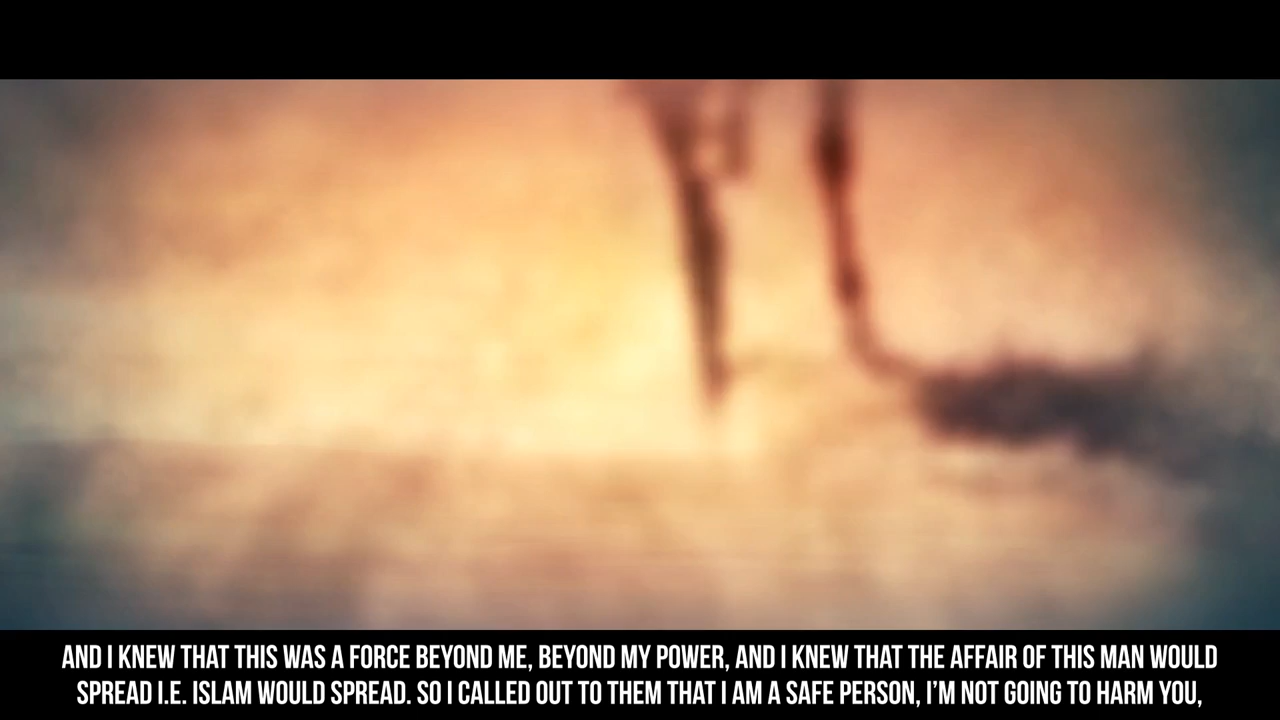 AND I KNEW THAT THIS WAS A FORCE BEYOND ME, BEYOND MY POWER, AND I KNEW THAT THE AFFAIR OF THIS MAN WOULD
SPREAD I.E. ISLAM WOULD SPREAD. SO I CALLED OUT TO THEM THAT I AM A SAFE PERSON, I'M NOT GOING TO HARM YOU,